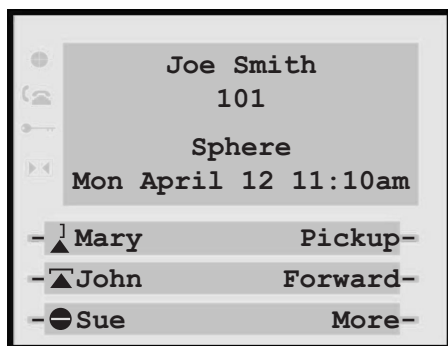 Joe Smith
101
Sphere
Mon April 12 11:10am
Mary Pickup
John Forward
Sue More